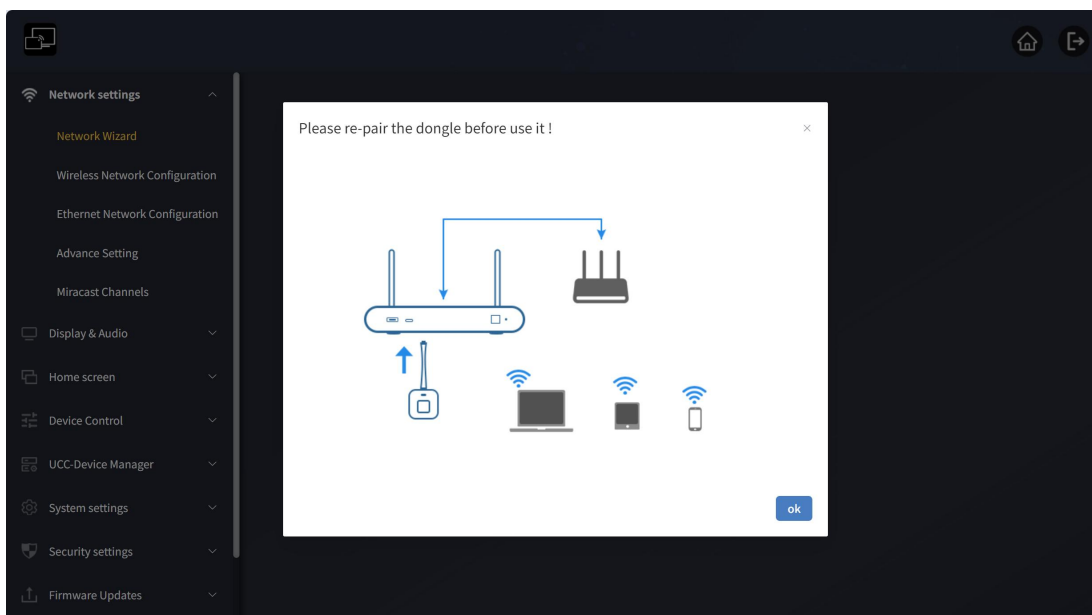 Network settings
Network Wizard
Wireless Network Configuration
Ethernet Network Configuration
Advance Setting
Miracast Channels
Display & Audio
Home screen
Device Control
UCC-Device Manager
System settings
Security settings
Firmware Updates
Please re-pair the dongle before use it !
ok